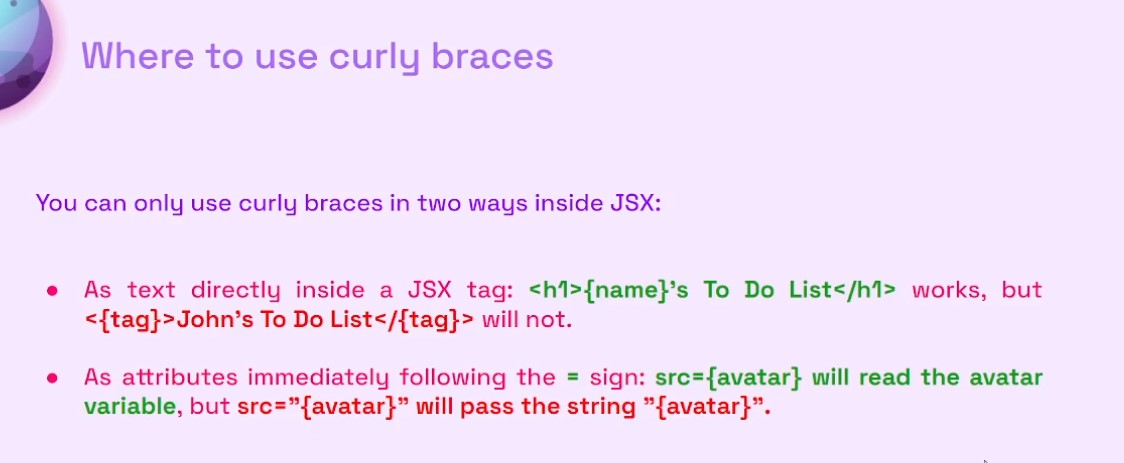 Where to use curly braces
You can only use curly braces in two ways inside JSX:
● As text directly inside a JSX tag: <h1>{name}’s To Do List</h1> works, but
<{tag}>John’s To Do List</{tag}> will not.
● As attributes immediately following the = sign: src={avatar} will read the avatar
variable, but src=”{avatar}” will pass the string ”{avatar}”.